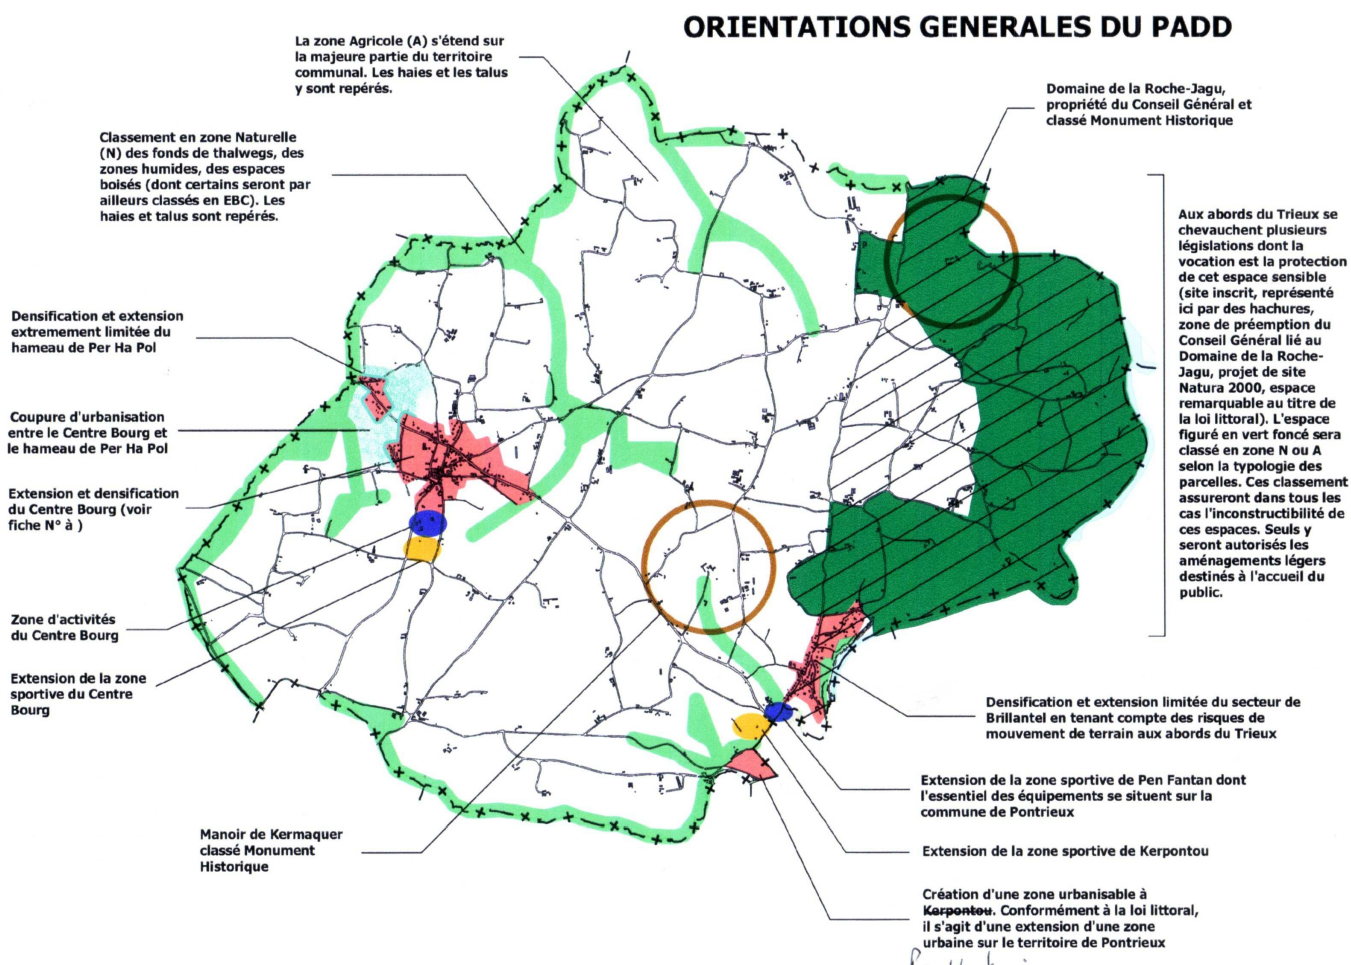 ORIENTATIONS GENERALES DU PADD
La zone Agricole (A) s'étend sur
la majeure partie du territoire
communal. Les haies et les talus
y sont repérés.
Domaine de la Roche-Jagu,
propriété du Conseil Général et
classé Monument Historique
Classement en zone Naturelle
(N) des fonds de thalwegs, des
zones humides, des espaces
boisés (dont certains seront par
ailleurs classés en EBC). Les
haies et talus sont repérés.
Aux abords du Trieux se
chevauchent plusieurs
législations dont la
vocation est la protection
de cet espace sensible
(site inscrit, représenté
ici par des hachures,
zone de préemption du
Conseil Général lié au
Domaine de la Roche-
Jagu, projet de site
Natura 2000, espace
remarquable au titre de
la loi littoral). L'espace
figuré en vert foncé sera
classé en zone N ou A
selon la typologie des
parcelles. Ces classement
assureront dans tous les
cas l'inconstructibilité de
ces espaces. Seuls y
seront autorisés les
aménagements légers
destinés à l'accueil du
public.
Densification et extension
extremement limitée du
hameau de Per Ha Pol
Coupure d'urbanisation
entre le Centre Bourg et
le hameau de Per Ha Pol
Extension et densification
du Centre Bourg (voir
fiche N° à )
Zone d'activités
du Centre Bourg
Extension de la zone
sportive du Centre
Bourg
Manoir de Kermaquer
classé Monument
Historique
Densification et extension limitée du secteur de
Brillantel en tenant compte des risques de
mouvement de terrain aux abords du Trieux
Extension de la zone sportive de Pen Fantan dont
l'essentiel des équipements se situent sur la
commune de Pontrieux
Extension de la zone sportive de Kerpontou
Création d'une zone urbanisable à
Kerpontou. Conformément à la loi littoral,
il s'agit d'une extension d'une zone
urbaine sur le territoire de Pontrieux